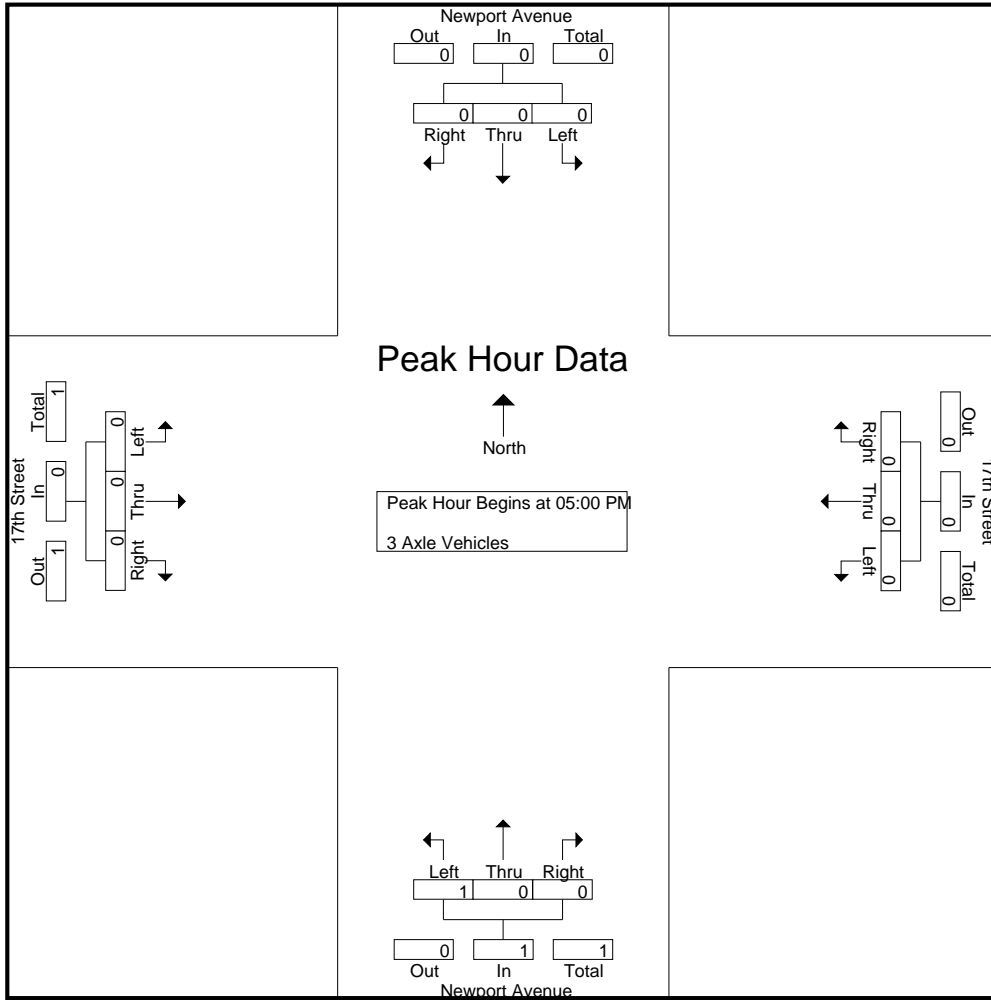 Newport Avenue
Out In Total
0 0 0
0 0 0
Right Thru Left
Peak Hour Data
North
Peak Hour Begins at 05:00 PM
3 Axle Vehicles
17th Street
Out In Total
1 0 1
0 0 0
Right Thru Left
17th Street
Out In Total
0 0 0
0 0 0
Right Thru Left
Left Thru Right
1 0 0
0 1 1
Out In Total
Newport Avenue